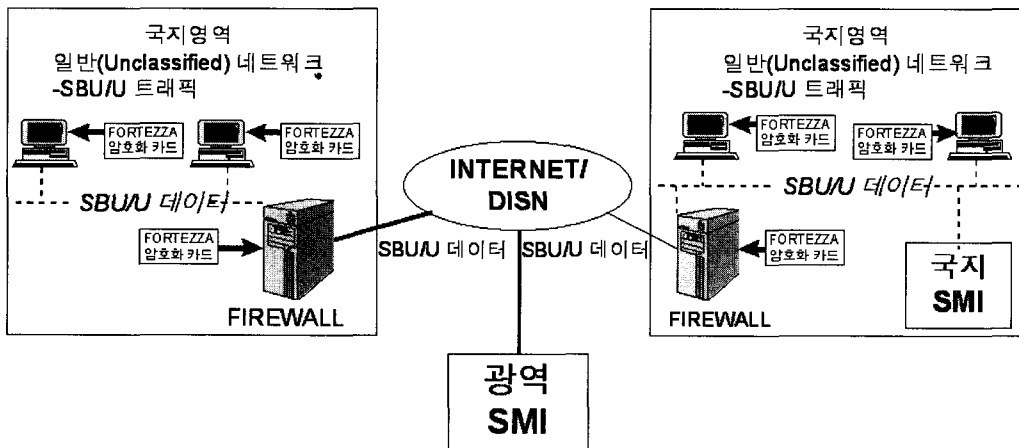 국지영역
일반(Unclassified) 네트워크
-SBU/U 트래픽
FORTEZZA
암호화 카드
FORTEZZA
암호화 카드
SBU/U 데이터
FORTEZZA
암호화 카드
FIREWALL
INTERNET/
DISN
SBU/U 데이터
SBU/U 데이터
광역
SMI
국지영역
일반(Unclassified) 네트워크
-SBU/U 트래픽
FORTEZZA
암호화 카드
FORTEZZA
암호화 카드
SBU/U 데이터
FORTEZZA
암호화 카드
FIREWALL
국지
SMI